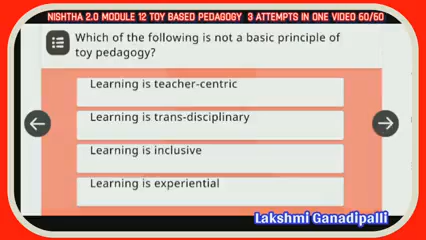 NISHTHA 2.0 MODULE 12 TOY BASED PEDAGOGY 3 ATTEMPTS IN ONE VIDEO 60/60
Which of the following is not a basic principle of
toy pedagogy?
Learning is teacher-centric
Learning is trans-disciplinary
Learning is inclusive
Learning is experiential
Lakshmi Ganadipalli